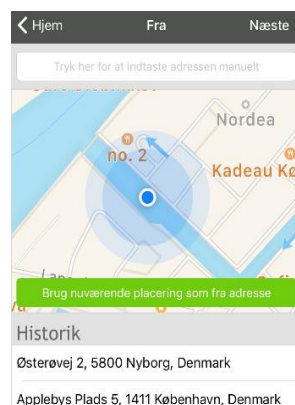 Hjem Fra Næste
Tryk her for at indtaste adressen manuelt
Nordea
no. 2
Kadeau Kø
Brug nuværende placering som fra adresse
Historik
Østerøvej 2, 5800 Nyborg, Denmark
Applebys Plads 5, 1411 København, Denmark